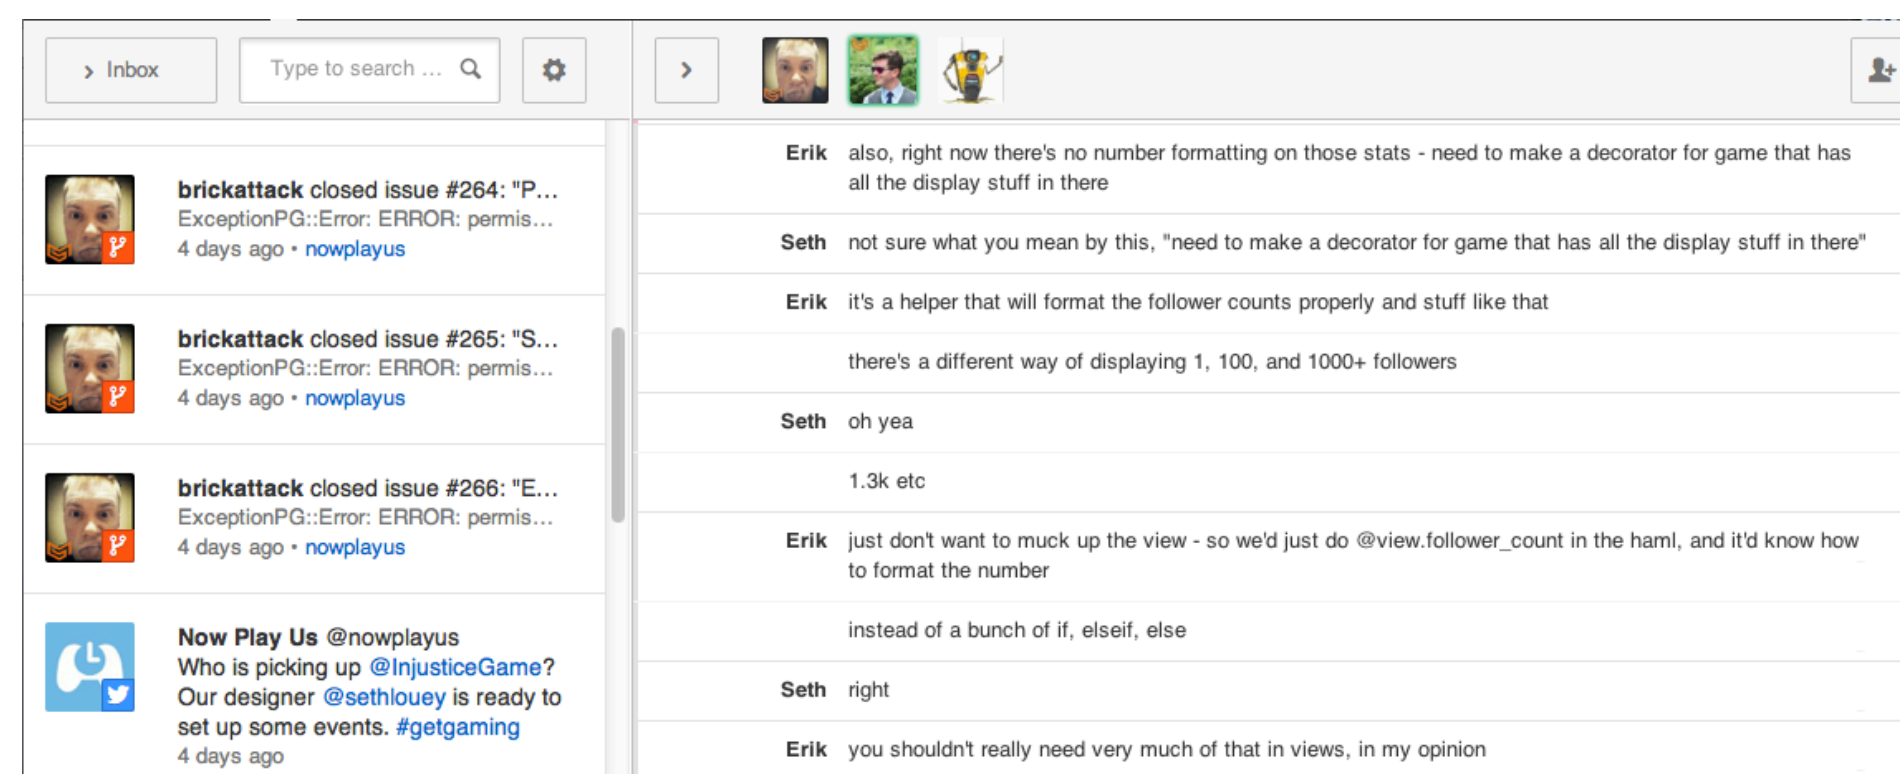 Inbox
Type to search ...
brickattack closed issue #264: "P...
ExceptionPG::Error: ERROR: permis...
4 days ago • nowplayus
brickattack closed issue #265: "S...
ExceptionPG::Error: ERROR: permis...
4 days ago • nowplayus
brickattack closed issue #266: "E...
ExceptionPG::Error: ERROR: permis...
4 days ago • nowplayus
Now Play Us @nowplayus
Who is picking up @InjusticeGame?
Our designer @sethlouey is ready to
set up some events. #getgaming
4 days ago
Erik also, right now there's no number formatting on those stats - need to make a decorator for game that has
all the display stuff in there
Seth not sure what you mean by this, "need to make a decorator for game that has all the display stuff in there"
Erik it's a helper that will format the follower counts properly and stuff like that
there's a different way of displaying 1, 100, and 1000+ followers
Seth oh yea
1.3k etc
Erik just don't want to muck up the view - so we'd just do @view.follower_count in the haml, and it'd know how
to format the number
instead of a bunch of if, elseif, else
Seth right
Erik you shouldn't really need very much of that in views, in my opinion